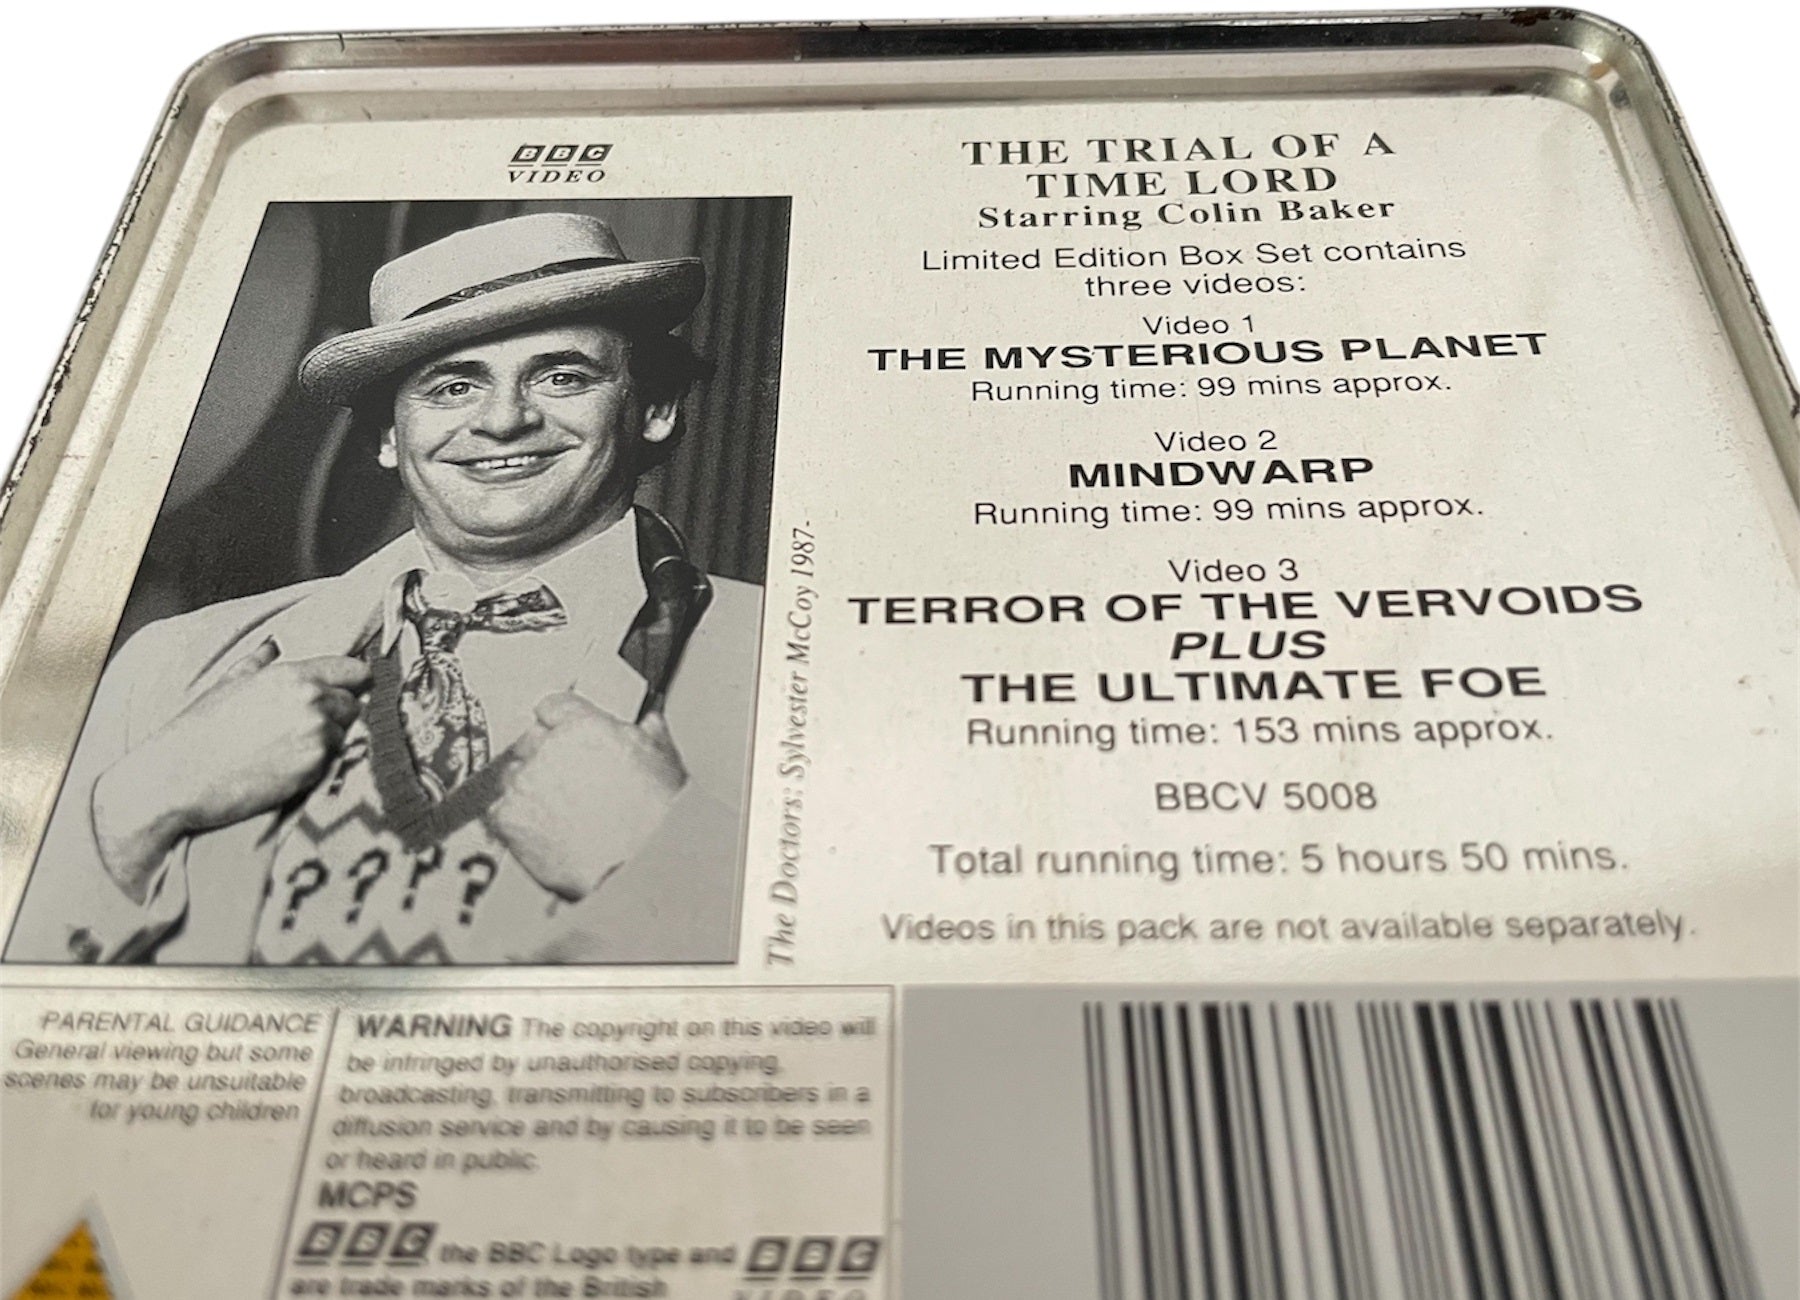 BBC
VIDEO
THE TRIAL OF A
TIME LORD
Starring Colin Baker
Limited Edition Box Set contains
three videos:
Video 1
THE MYSTERIOUS PLANET
Running time: 99 mins approx.
Video 2
MINDWARP
Running time: 99 mins approx.
Video 3
TERROR OF THE VERVOIDS
PLUS
THE ULTIMATE FOE
Running time: 153 mins approx.
BBCV 5008
Total running time: 5 hours 50 mins.
Videos in this pack are not available separately.
The Doctors: Sylvester McCoy 1987-
? ? ? ?
PARENTAL GUIDANCE
General viewing but some
scenes may be unsuitable
for young children
WARNING The copyright on this video will
be infringed by unauthorised copying,
broadcasting, transmitting to subscribers in a
diffusion service and by causing it to be seen
or heard in public.
MCPS
BBC the BBC Logo type and BBC
VIDEO
are trade marks of the British